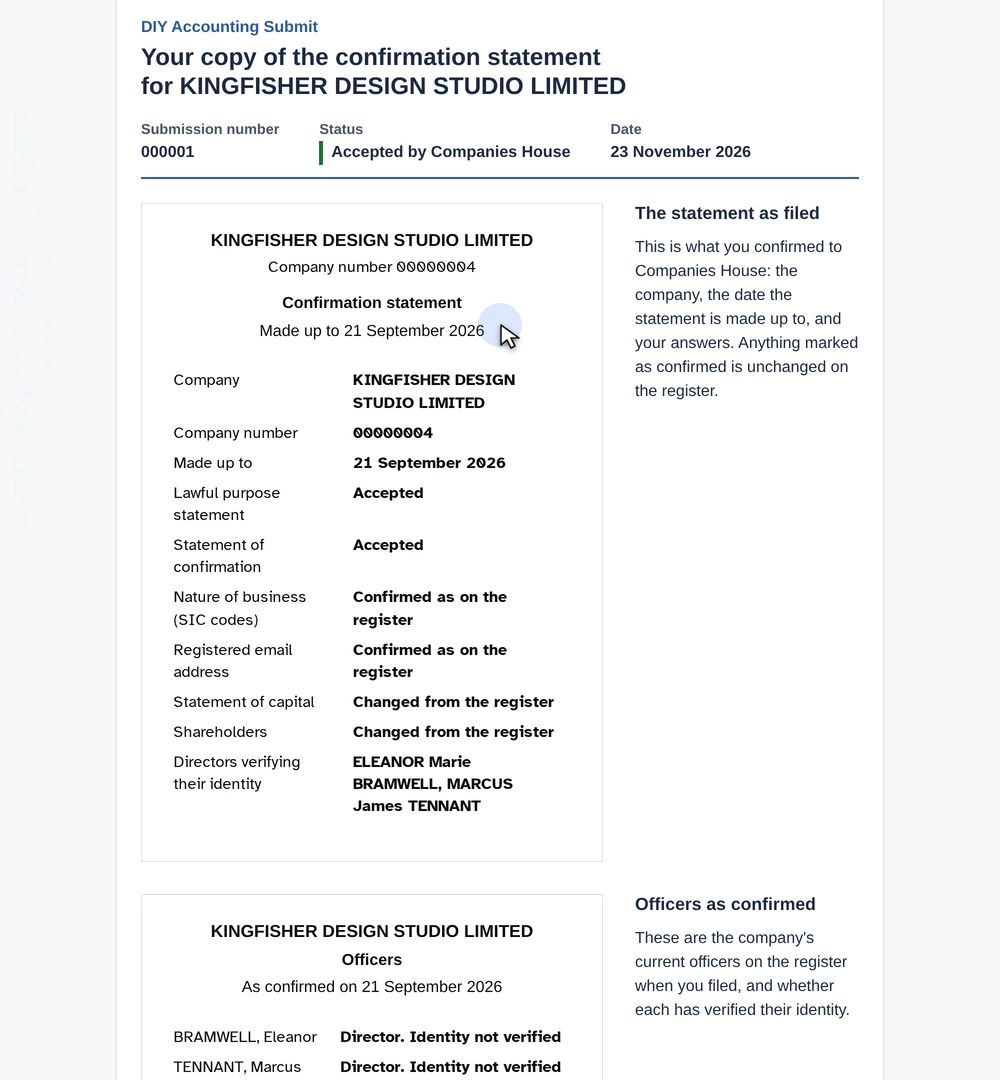 DIY Accounting Submit
Your copy of the confirmation statement
for KINGFISHER DESIGN STUDIO LIMITED
Submission number
000001
Status
Accepted by Companies House
Date
23 November 2026
KINGFISHER DESIGN STUDIO LIMITED
Company number 00000004
Confirmation statement
Made up to 21 September 2026
Company
KINGFISHER DESIGN
STUDIO LIMITED
Company number
00000004
Made up to
21 September 2026
Lawful purpose
statement
Accepted
Statement of
confirmation
Accepted
Nature of business
(SIC codes)
Confirmed as on the
register
Registered email
address
Confirmed as on the
register
Statement of capital
Changed from the register
Shareholders
Changed from the register
Directors verifying
their identity
ELEANOR Marie
BRAMWELL, MARCUS
James TENNANT
The statement as filed
This is what you confirmed to
Companies House: the
company, the date the
statement is made up to, and
your answers. Anything marked
as confirmed is unchanged on
the register.
KINGFISHER DESIGN STUDIO LIMITED
Officers
As confirmed on 21 September 2026
BRAMWELL, Eleanor
Director. Identity not verified
TENNANT, Marcus
Director. Identity not verified
Officers as confirmed
These are the company's
current officers on the register
when you filed, and whether
each has verified their identity.